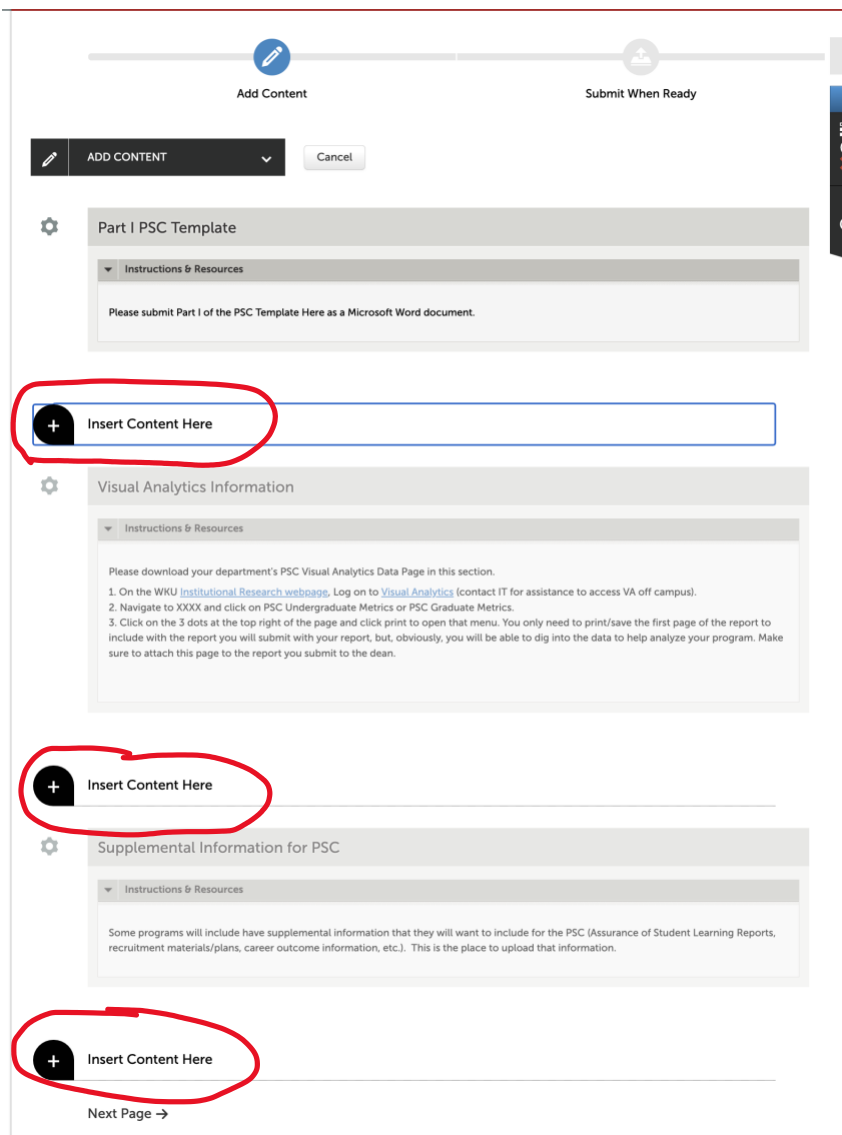 Add Content
Submit When Ready
ADD CONTENT
Cancel
Part I PSC Template
Instructions & Resources
Please submit Part I of the PSC Template Here as a Microsoft Word document.
Insert Content Here
Visual Analytics Information
Instructions & Resources
Please download your department's PSC Visual Analytics Data Page in this section.
1. On the WKU Institutional Research webpage, Log on to Visual Analytics (contact IT for assistance to access VA off campus).
2. Navigate to XXXX and click on PSC Undergraduate Metrics or PSC Graduate Metrics.
3. Click on the 3 dots at the top right of the page and click print to open that menu. You only need to print/save the first page of the report to
include with the report you will submit with your report, but, obviously, you will be able to dig into the data to help analyze your program. Make
sure to attach this page to the report you submit to the dean.
Insert Content Here
Supplemental Information for PSC
Instructions & Resources
Some programs will include have supplemental information that they will want to include for the PSC (Assurance of Student Learning Reports,
recruitment materials/plans, career outcome information, etc.). This is the place to upload that information.
Insert Content Here
Next Page →